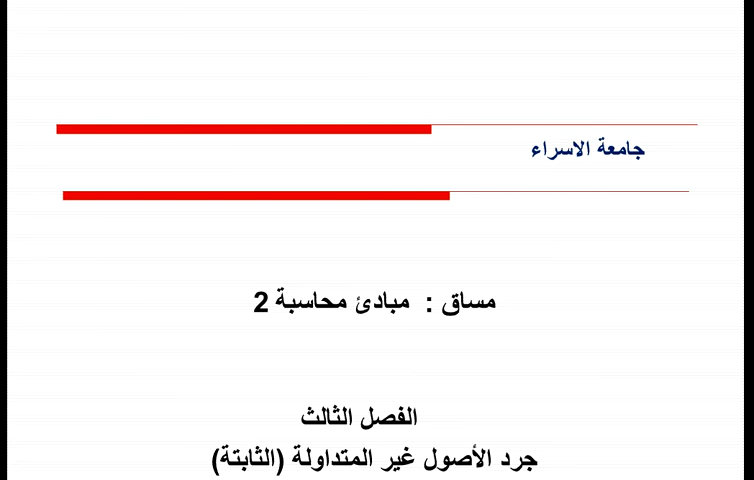 جامعة الاسراء
مساق : مبادئ محاسبة 2
الفصل الثالث
جرد الأصول غير المتداولة (الثابتة)